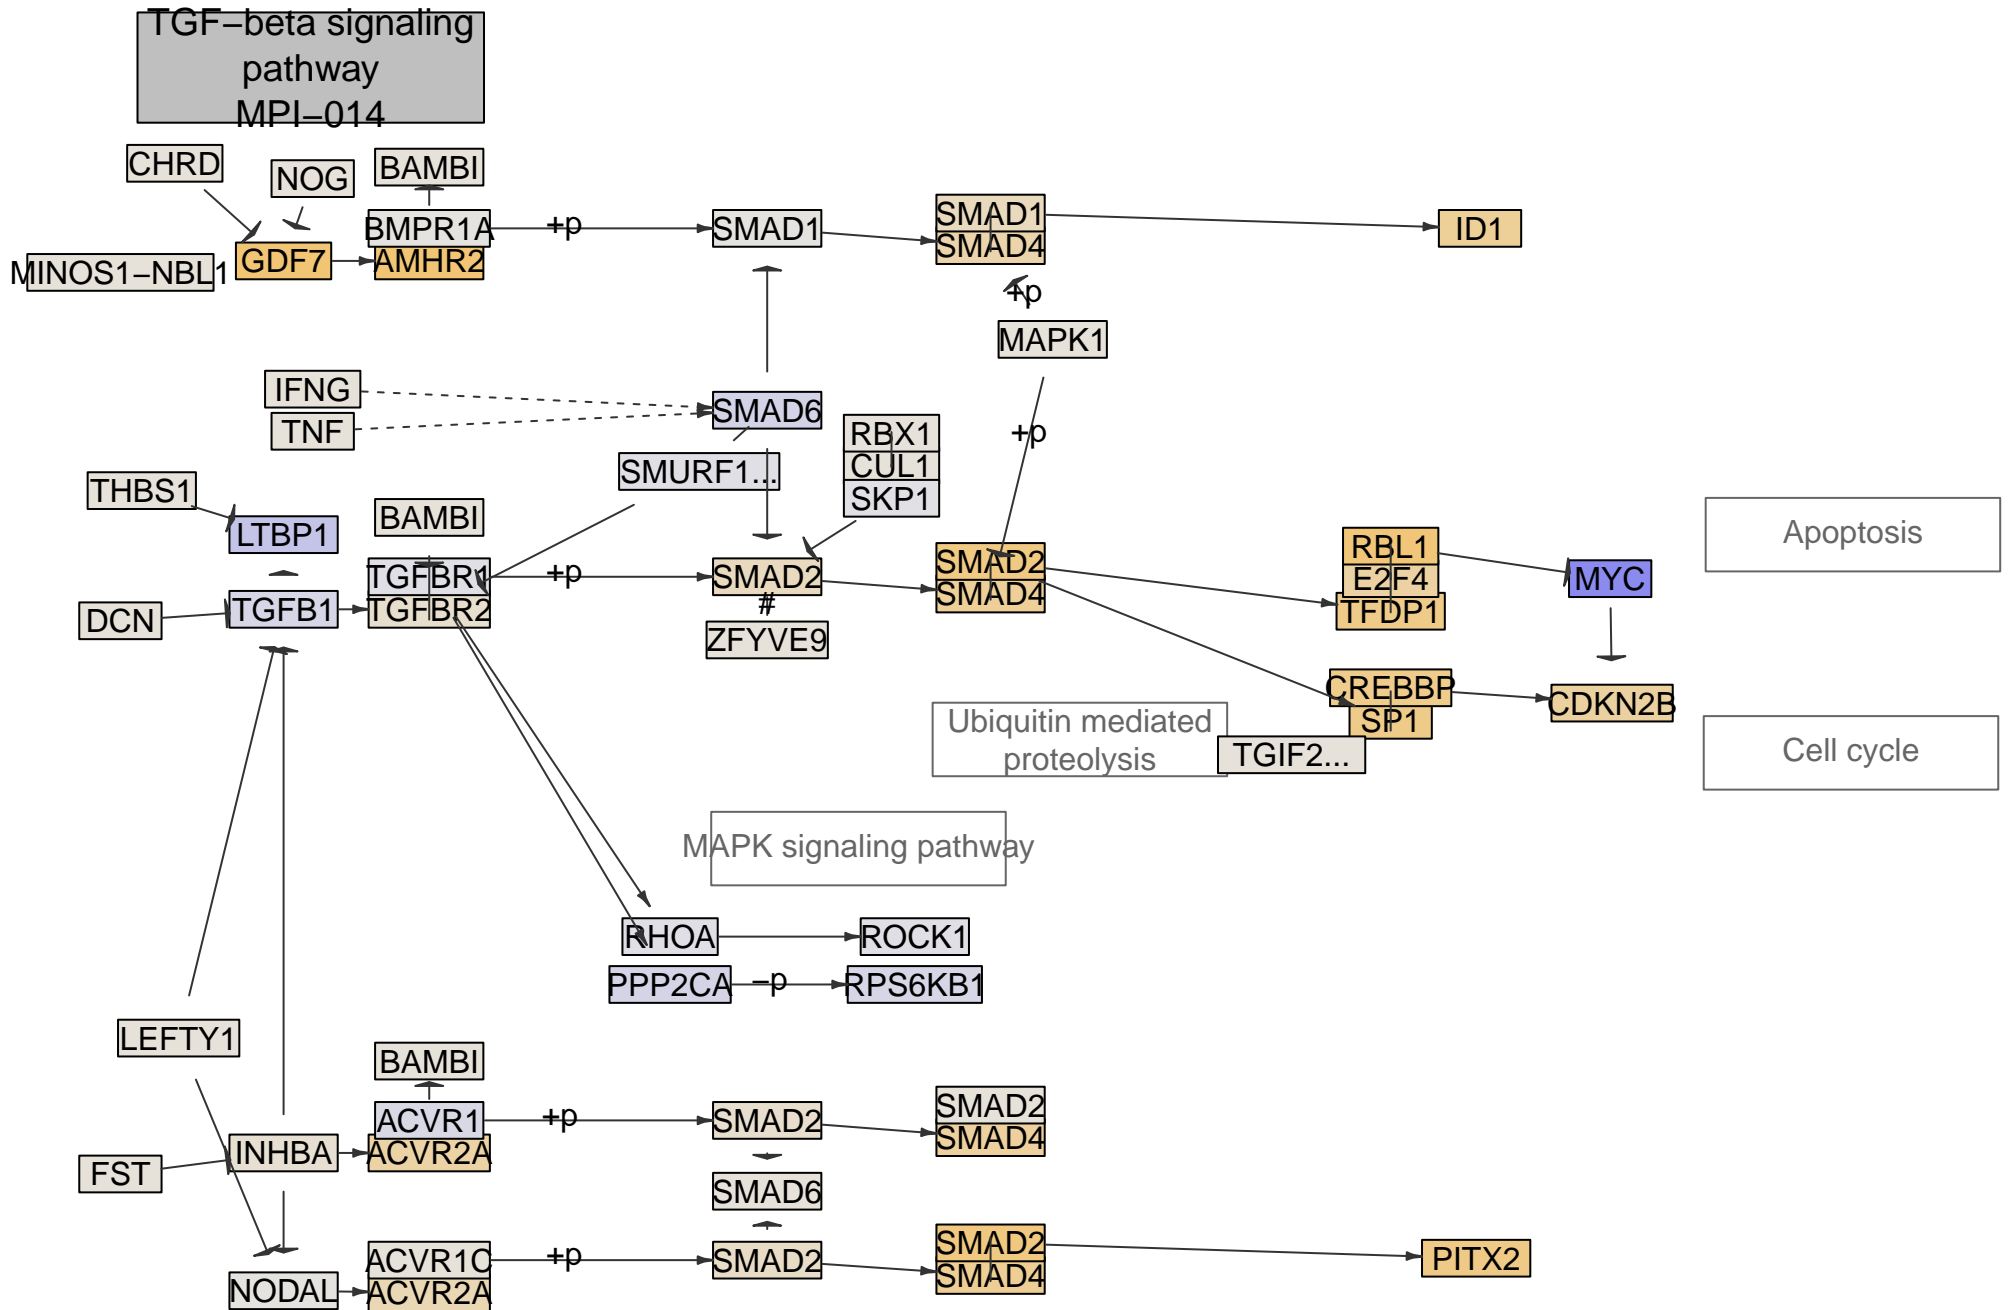 TGF−beta signaling
pathway
MPI−014
CHRD
NOG
BAMBI
BMPR1A
+p
SMAD1
SMAD1
SMAD4
ID1
MINOS1−NBL1
GDF7
AMHR2
+p
MAPK1
IFNG
TNF
SMAD6
RBX1
CUL1
SKP1
+p
SMURF1...
THBS1
LTBP1
BAMBI
Apoptosis
TGFBR1
TGFBR2
+p
SMAD2
#
ZFYVE9
SMAD2
SMAD4
RBL1
E2F4
TFDP1
MYC
DCN
TGFB1
CREBBP
SP1
CDKN2B
Ubiquitin mediated
proteolysis
TGIF2...
Cell cycle
MAPK signaling pathway
RHOA
ROCK1
PPP2CA
−p
RPS6KB1
LEFTY1
BAMBI
ACVR1
ACVR2A
+p
SMAD2
SMAD2
SMAD4
FST
INHBA
SMAD6
ACVR1C
ACVR2A
+p
SMAD2
SMAD2
SMAD4
PITX2
NODAL